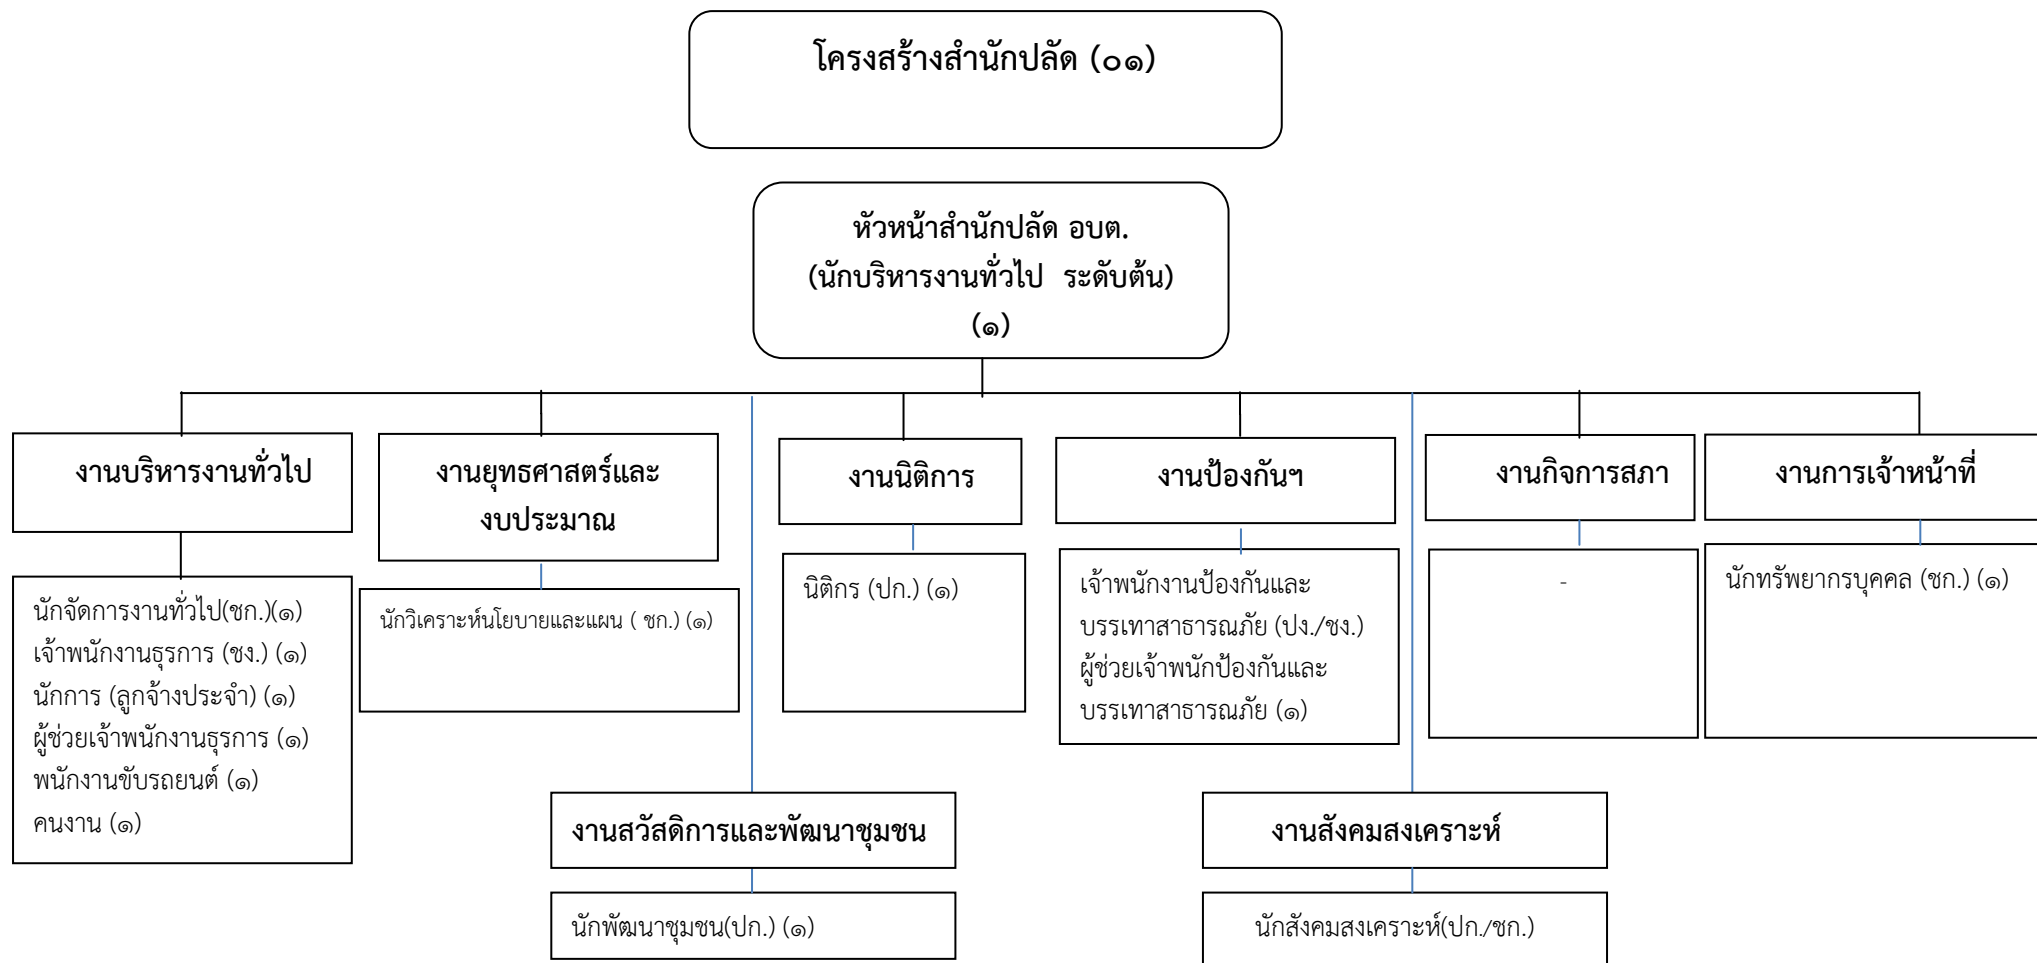 โครงสร้างสำนักปลัด (๐๑)
หัวหน้าสำนักปลัด อบต.
(นักบริหารงานทั่วไป ระดับต้น)
(๑)
งานบริหารงานทั่วไป
นักจัดการงานทั่วไป(ชก.)(๑)
เจ้าพนักงานธุรการ (ชง.) (๑)
นักการ (ลูกจ้างประจำ) (๑)
ผู้ช่วยเจ้าพนักงานธุรการ (๑)
พนักงานขับรถยนต์ (๑)
คนงาน (๑)
งานยุทธศาสตร์และ
งบประมาณ
นักวิเคราะห์นโยบายและแผน ( ชก.) (๑)
งานนิติการ
นิติกร (ปก.) (๑)
งานป้องกันฯ
เจ้าพนักงานป้องกันและ
บรรเทาสาธารณภัย (ปง./ชง.)
ผู้ช่วยเจ้าพนักป้องกันและ
บรรเทาสาธารณภัย (๑)
งานกิจการสภา
-
งานการเจ้าหน้าที่
นักทรัพยากรบุคคล (ชก.) (๑)
งานสวัสดิการและพัฒนาชุมชน
นักพัฒนาชุมชน(ปก.) (๑)
งานสังคมสงเคราะห์
นักสังคมสงเคราะห์(ปก./ชก.)